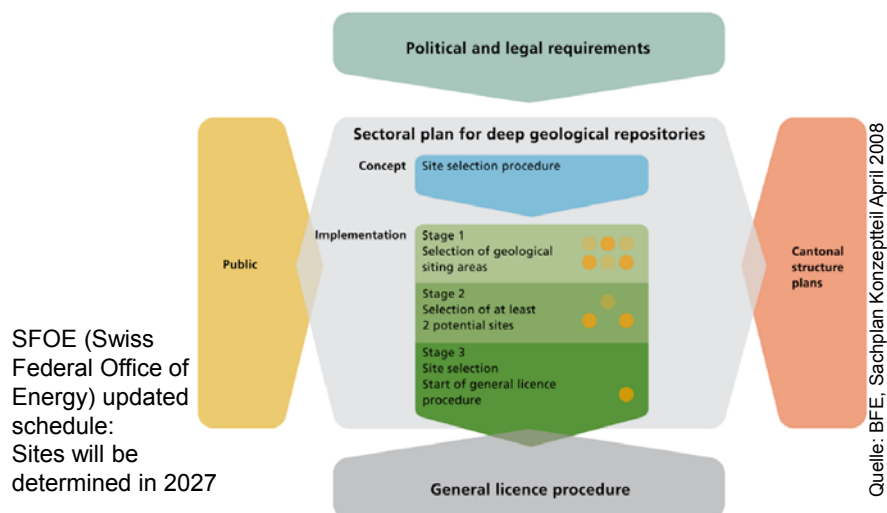 Political and legal requirements
Sectoral plan for deep geological repositories
Concept
Site selection procedure
Implementation
Stage 1
Selection of geological
siting areas
Stage 2
Selection of at least
2 potential sites
Stage 3
Site selection
Start of general licence
procedure
Public
Cantonal
structure
plans
General licence procedure
SFOE (Swiss
Federal Office of
Energy) updated
schedule:
Sites will be
determined in 2027
Quelle: BFE, Sachplan Konzeptteil April 2008